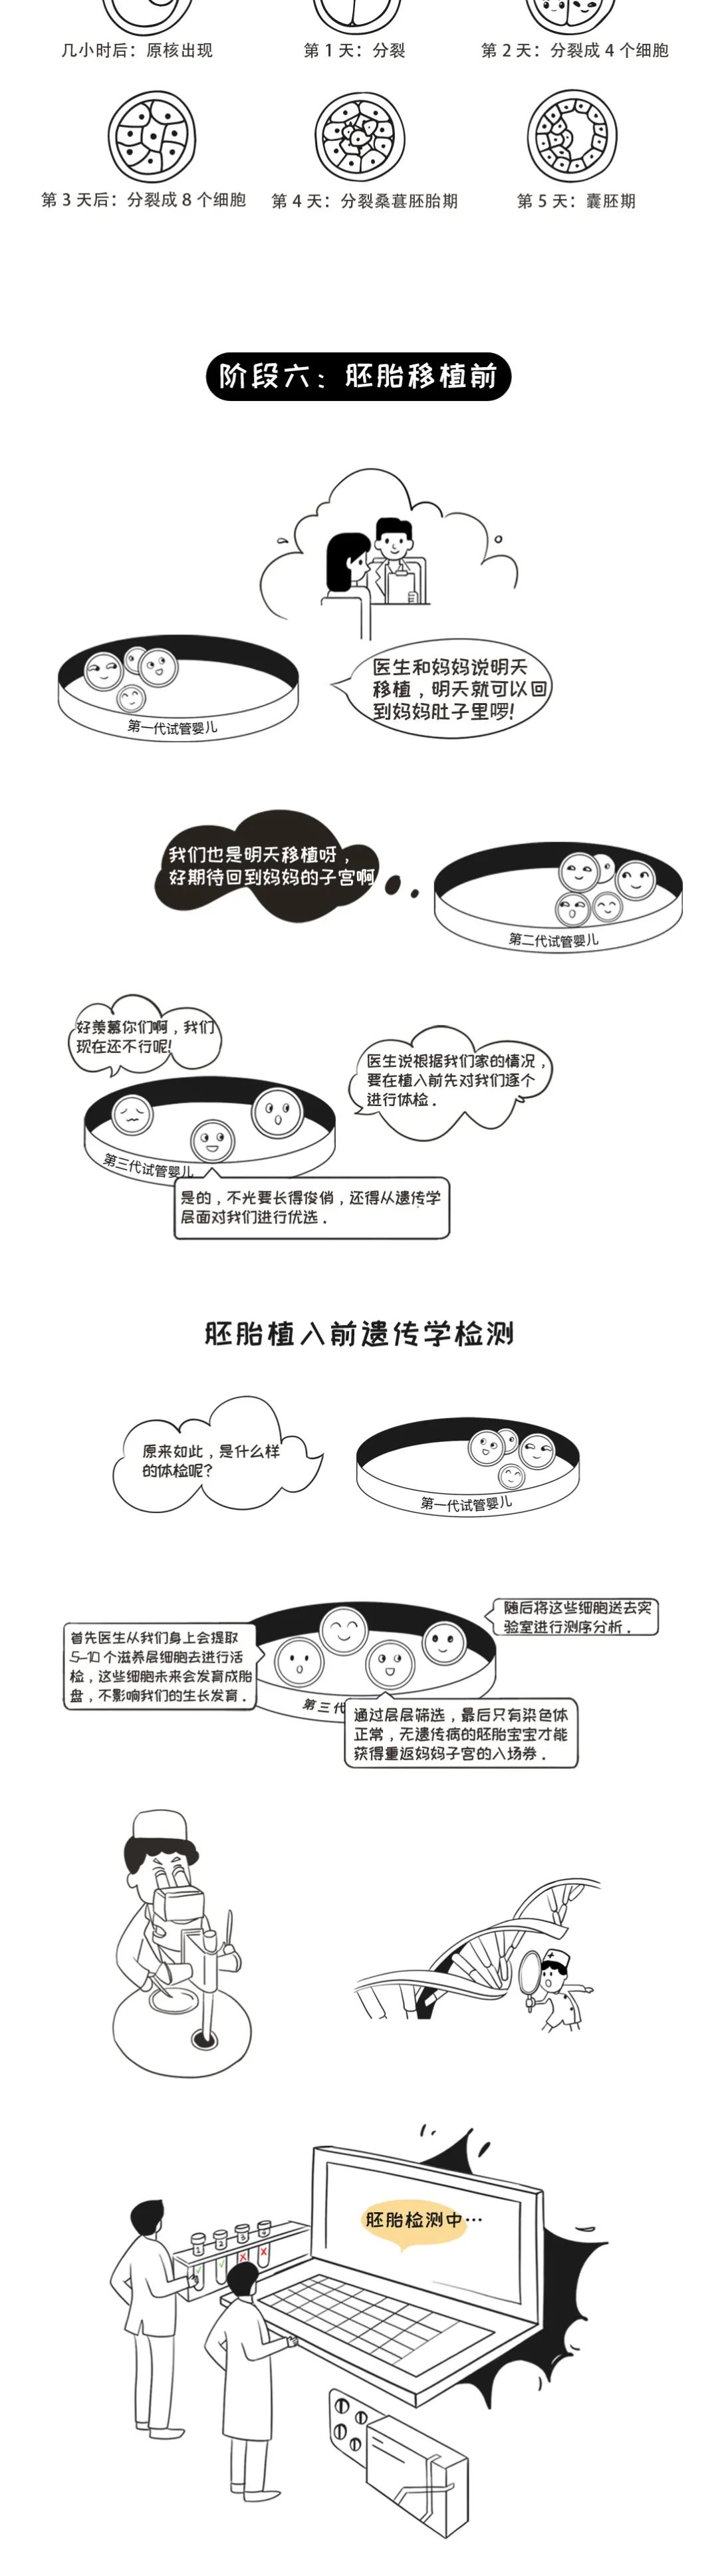 几小时后：原核出现
第 1 天：分裂
第 2 天：分裂成 4 个细胞
第 3 天后：分裂成 8 个细胞
第 4 天：分裂桑葚胚胎期
第 5 天：囊胚期
阶段六：胚胎移植前
医生和妈妈说明天
移植，明天就可以回
到妈妈肚子里啰!
第一代试管婴儿
我们也是明天移植呀，
好期待回到妈妈的子宫啊
第二代试管婴儿
好羡慕你们啊，我们
现在还不行呢!
医生说根据我们家的情况，
要在植入前先对我们逐个
进行体检．
第三代试管婴儿
是的，不光要长得俊俏，还得从遗传学
层面对我们进行优选．
胚胎植入前遗传学检测
原来如此，是什么样
的体检呢?
第一代试管婴儿
随后将这些细胞送去实
验室进行测序分析．
首先医生从我们身上会提取
5-10 个滋养层细胞去进行活
检，这些细胞未来会发育成胎
盘，不影响我们的生长发育．
第三代
通过层层筛选，最后只有染色体
正常，无遗传病的胚胎宝宝才能
获得重返妈妈子宫的入场券．
胚胎检测中…
1 2 3 4